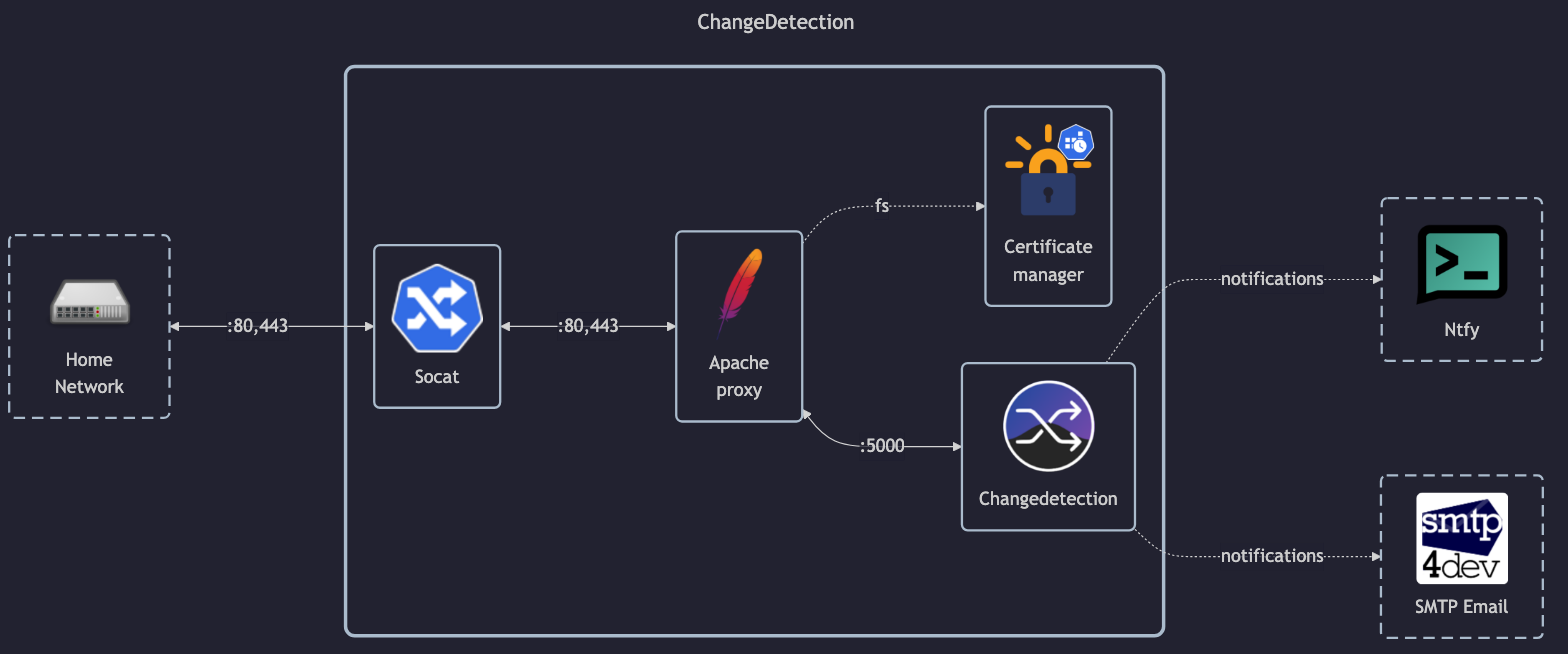 ChangeDetection
Home
Network
:80,443
Socat
:80,443
Apache
proxy
fs
Certificate
manager
:5000
Changedetection
notifications
>_
Ntfy
notifications
smtp
4dev
SMTP Email